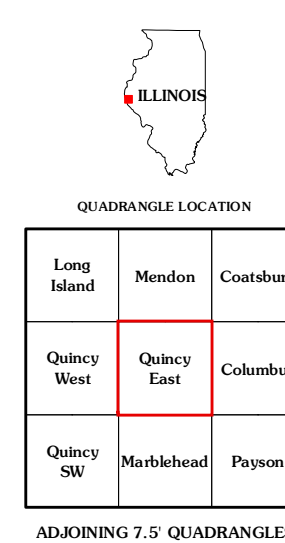 ILLINOIS
QUADRANGLE LOCATION
Long Island
Mendon
Coatsbur
Quincy West
Quincy East
Columbu
Quincy SW
Marblehead
Payson
ADJOINING 7.5' QUADRANGLES